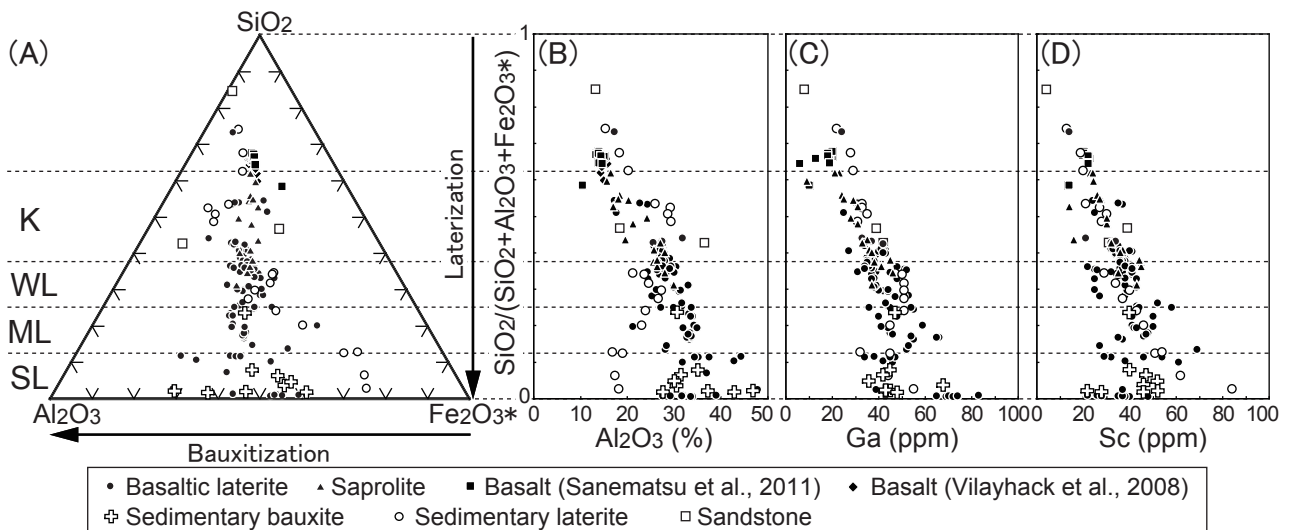 SiO2
(A)
(B)
(C)
(D)
1
0
SiO2/(SiO2+Al2O3+Fe2O3*)
Lateritization
K
WL
ML
SL
Al2O3
Fe2O3*
Bauxitization
0 10 20 30 40 50
Al2O3 (%)
0 20 40 60 80 100
Ga (ppm)
0 20 40 60 80 100
Sc (ppm)
Basaltic laterite Saprolite Basalt (Sanematsu et al., 2011) Basalt (Vilayhack et al., 2008)
Sedimentary bauxite Sedimentary laterite Sandstone